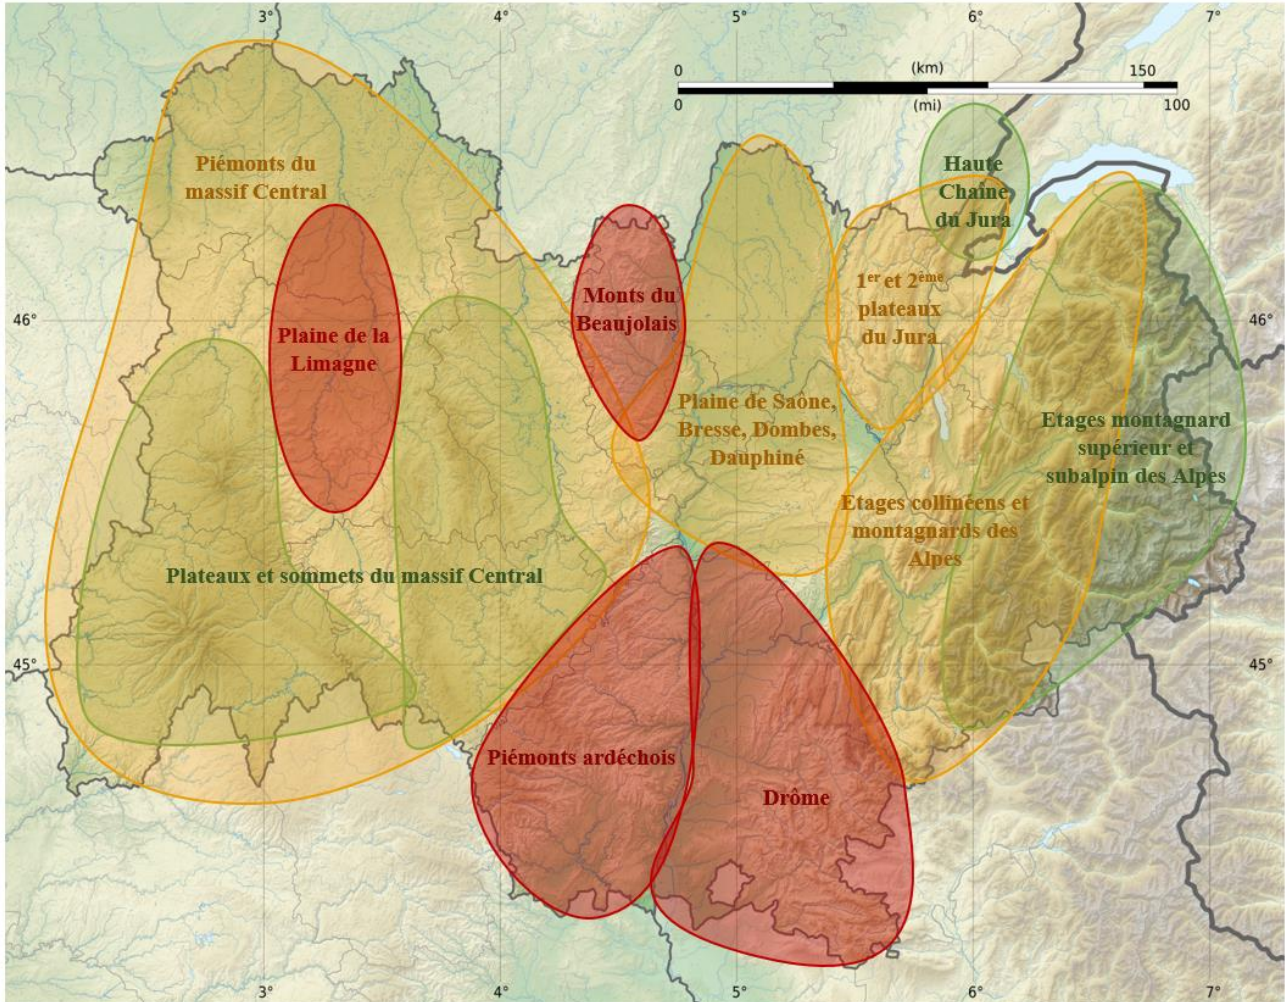 3°
4°
5°
6°
7°
0
(km)
150
0
(mi)
100
Piémonts du
massif Central
Haute
Chaîne
du Jura
1er et 2ème
plateaux
du Jura
Monts du
Beaujolais
46°
46°
Plaine de la
Limagne
Plaine de Saône,
Bresse, Dombes,
Dauphiné
Etages montagnard
supérieur et
subalpin des Alpes
Etages collinéens et
montagnards des
Alpes
Plateaux et sommets du massif Central
45°
45°
Piémonts ardéchois
Drôme
3°
4°
5°
6°
7°